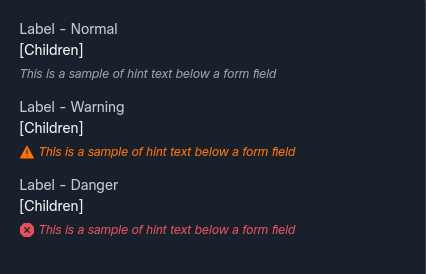 Label - Normal
[Children]
This is a sample of hint text below a form field
Label - Warning
[Children]
This is a sample of hint text below a form field
Label - Danger
[Children]
This is a sample of hint text below a form field